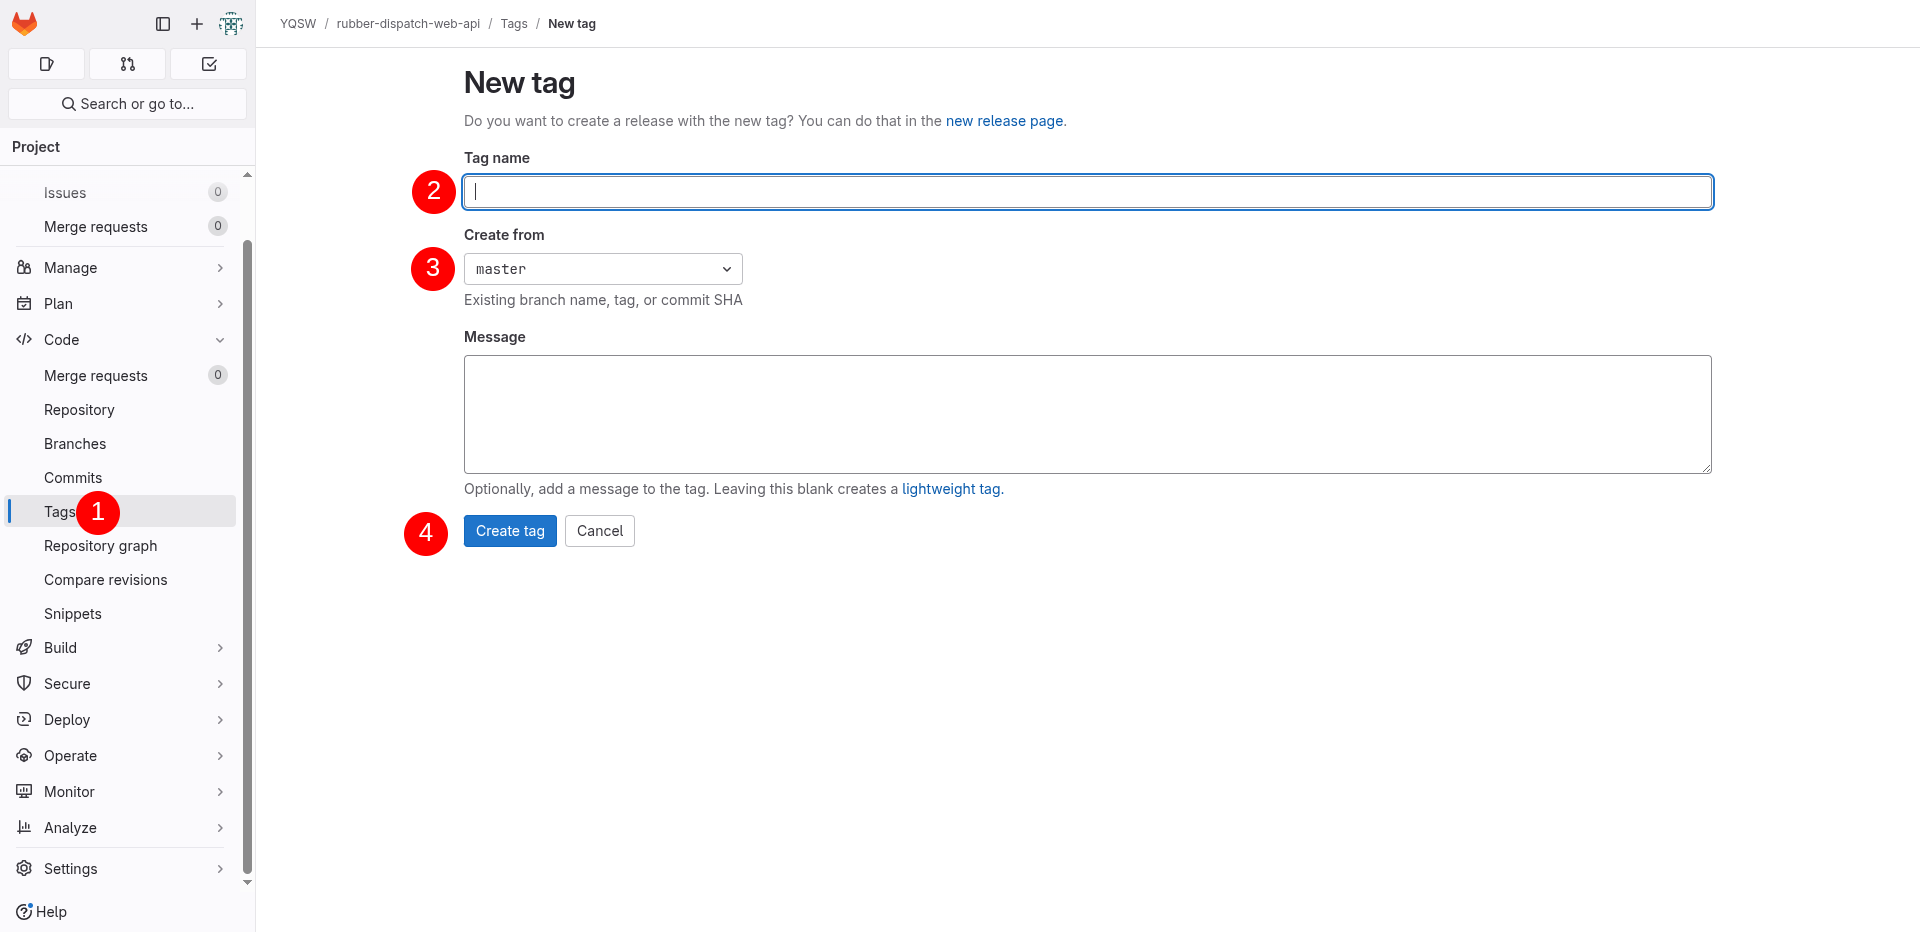 YQSW / rubber-dispatch-web-api / Tags / New tag
Search or go to...
Project
Issues 0
Merge requests 0
Manage
Plan
Code
Merge requests 0
Repository
Branches
Commits
Tags 1
Repository graph
Compare revisions
Snippets
Build
Secure
Deploy
Operate
Monitor
Analyze
Settings
Help
New tag
Do you want to create a release with the new tag? You can do that in the new release page.
Tag name
2
Create from
3 master
Existing branch name, tag, or commit SHA
Message
Optionally, add a message to the tag. Leaving this blank creates a lightweight tag.
4 Create tag Cancel